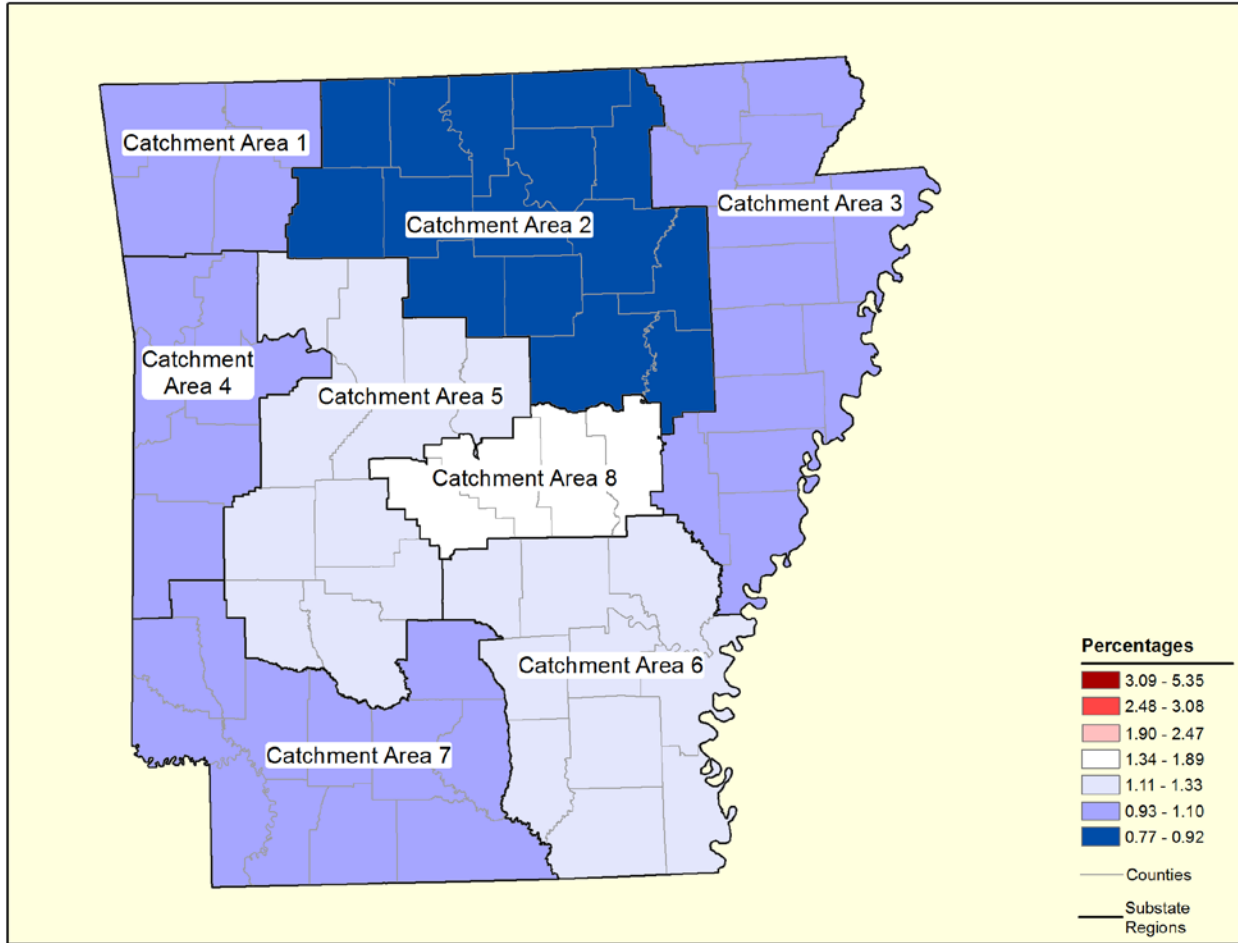 Catchment Area 1
Catchment Area 2
Catchment Area 3
Catchment
Area 4
Catchment Area 5
Catchment Area 8
Catchment Area 6
Catchment Area 7
Percentages
3.09 - 5.35
2.48 - 3.08
1.90 - 2.47
1.34 - 1.89
1.11 - 1.33
0.93 - 1.10
0.77 - 0.92
Counties
Substate
Regions